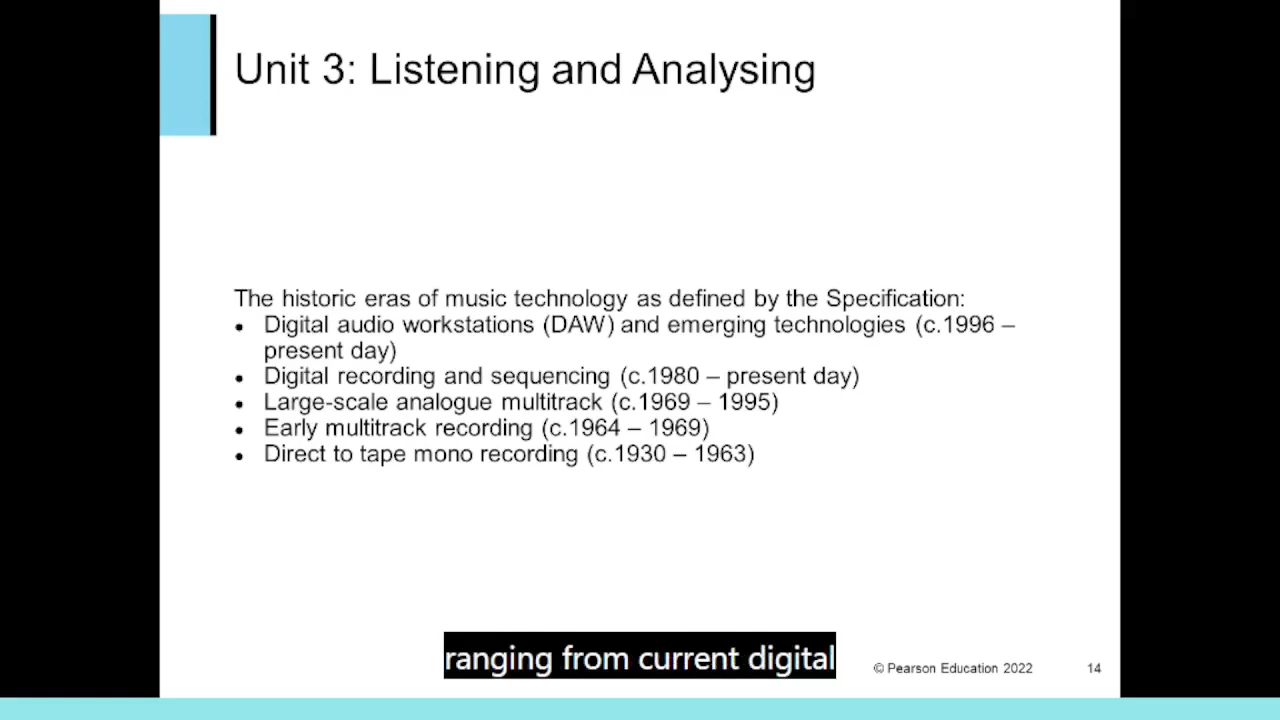 Unit 3: Listening and Analysing
The historic eras of music technology as defined by the Specification:
• Digital audio workstations (DAW) and emerging technologies (c.1996 –
present day)
• Digital recording and sequencing (c.1980 – present day)
• Large-scale analogue multitrack (c.1969 – 1995)
• Early multitrack recording (c.1964 – 1969)
• Direct to tape mono recording (c.1930 – 1963)
ranging from current digital
© Pearson Education 2022
14